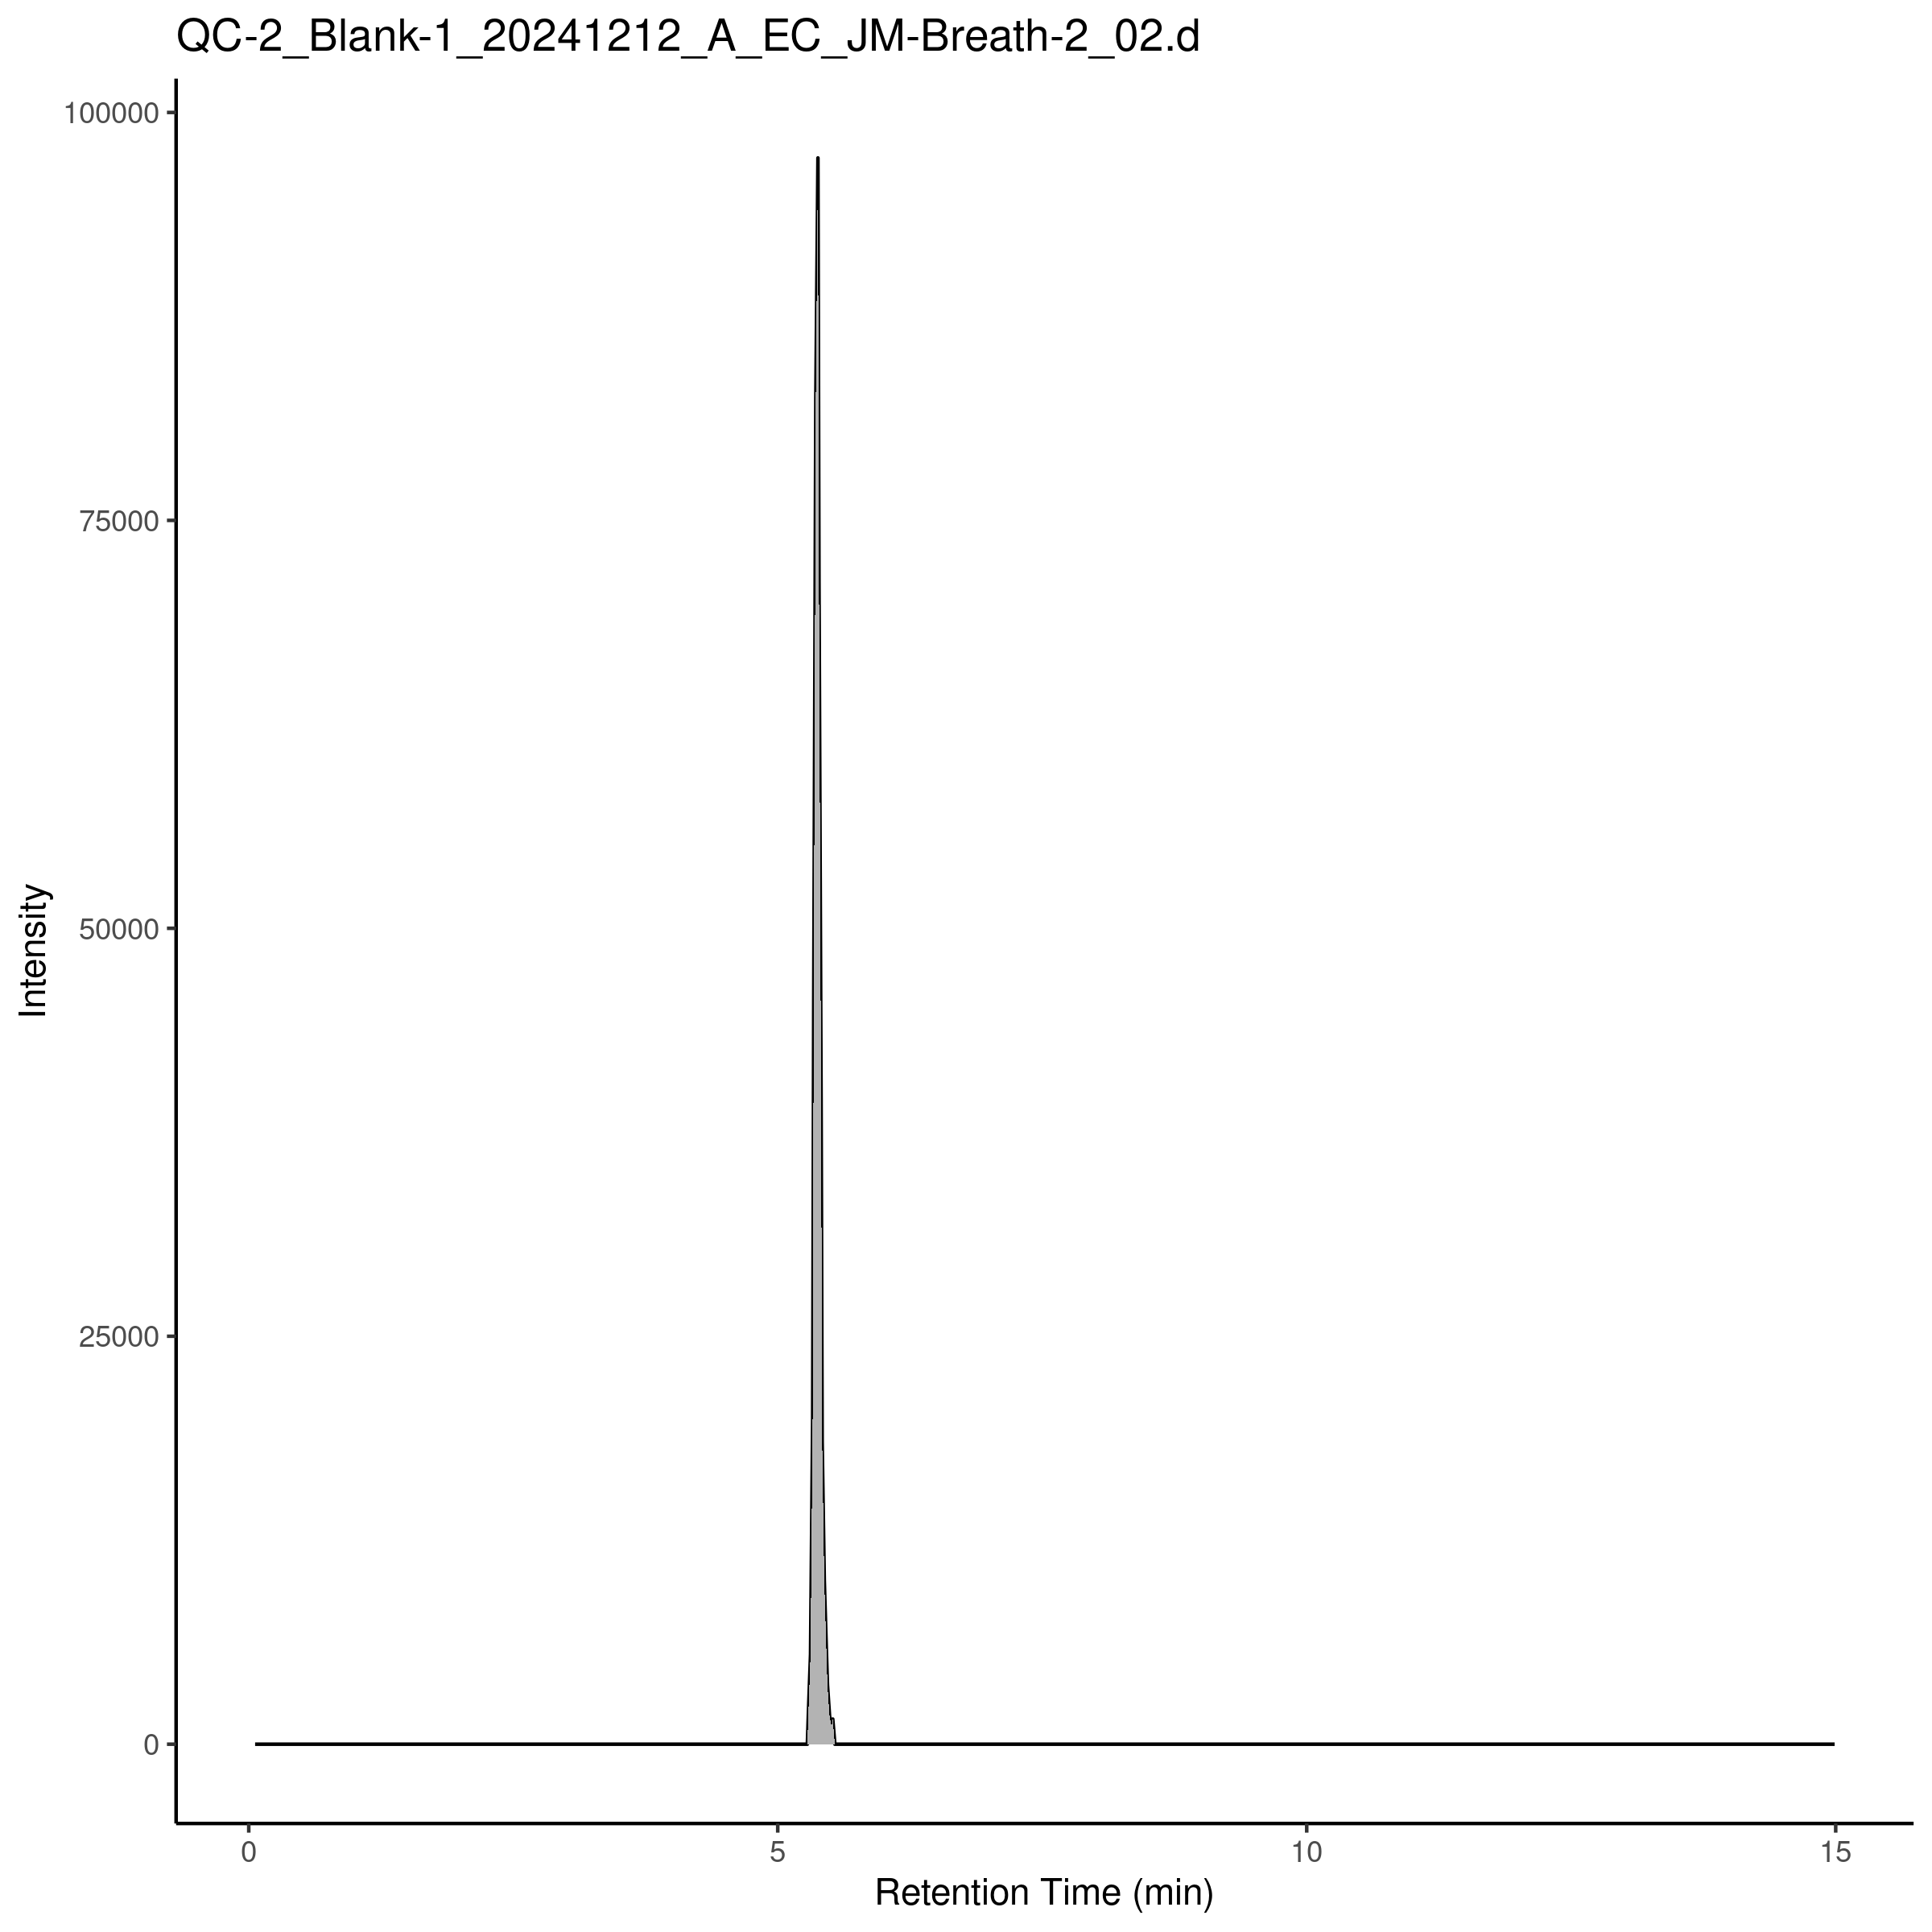 QC-2_Blank-1_20241212_A_EC_JM-Breath-2_02.d
100000
75000
50000
25000
0
Intensity
0 5 10 15
Retention Time (min)